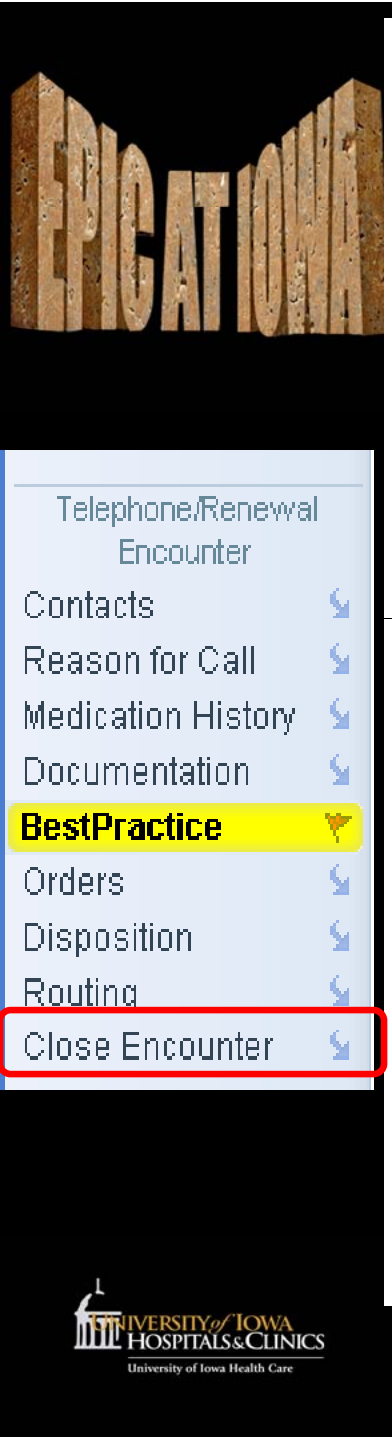 EPIC AT IOWA
Telephone/Renewal
Encounter
Contacts
Reason for Call
Medication History
Documentation
BestPractice
Orders
Disposition
Routing
Close Encounter
UNIVERSITY of IOWA
HOSPITALS & CLINICS
University of Iowa Health Care